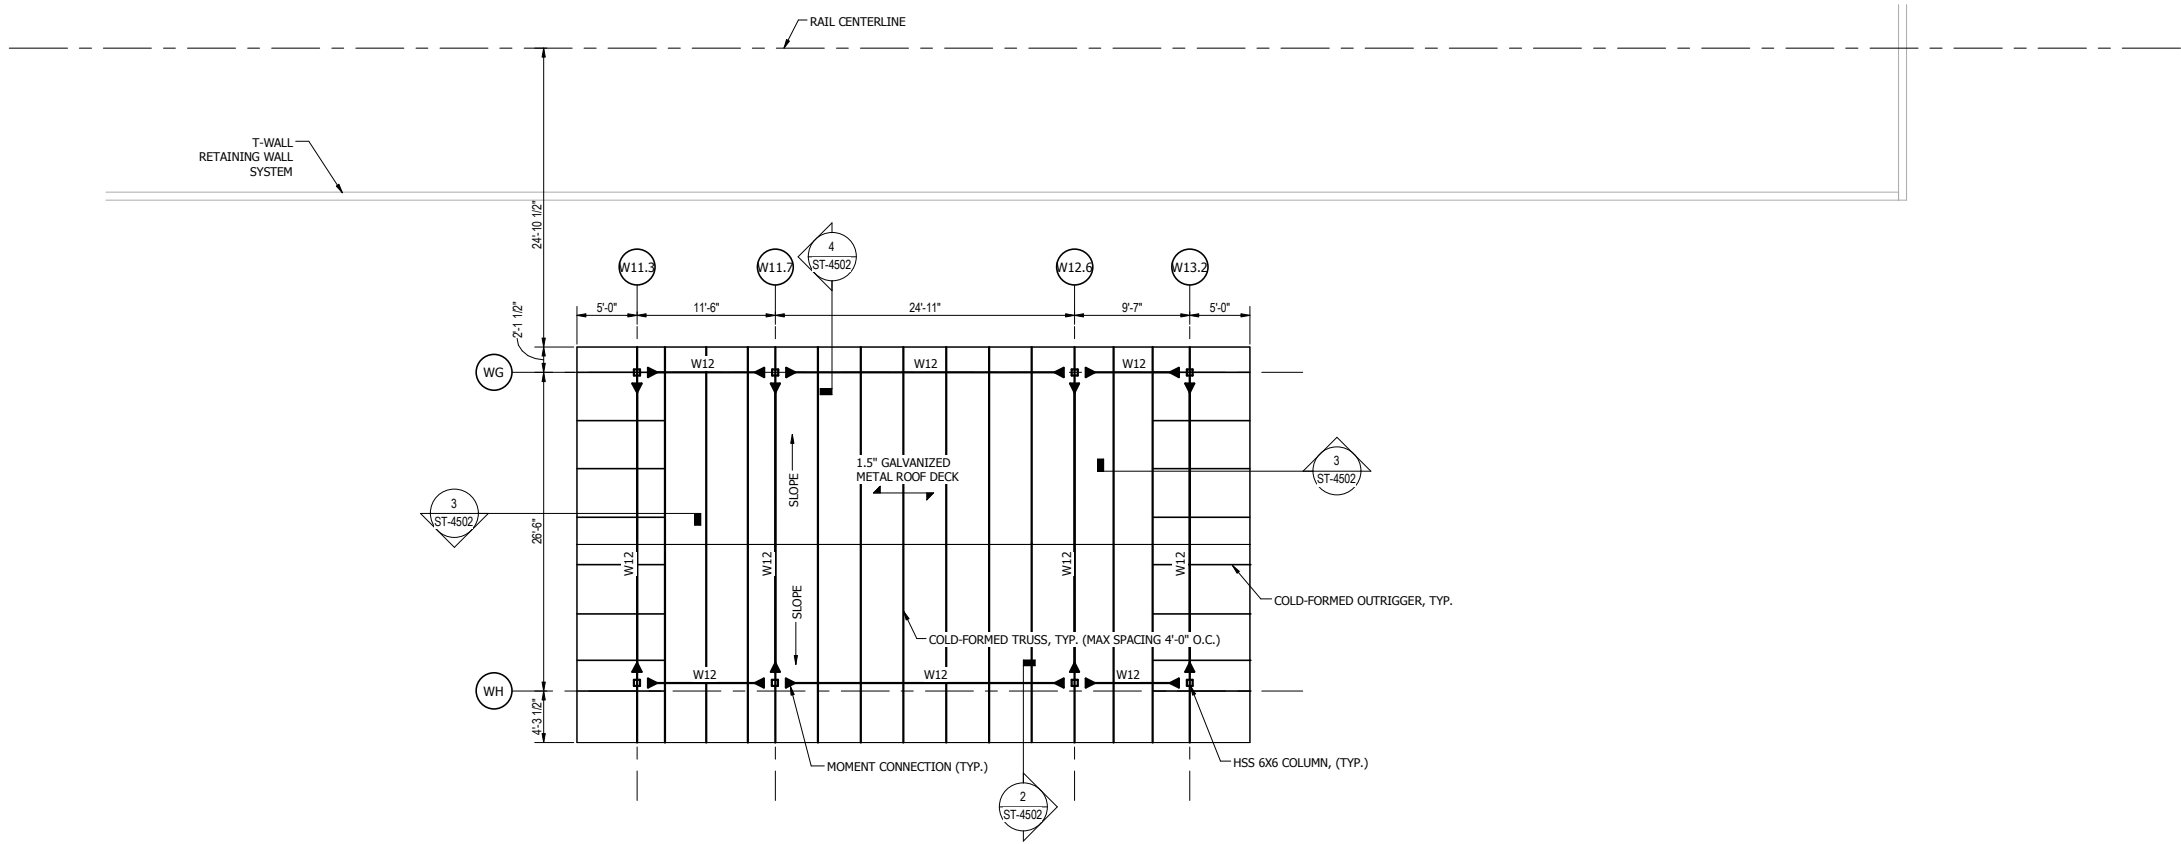 RAIL CENTERLINE
T-WALL
RETAINING WALL
SYSTEM
24'-10 1/2"
4
ST-4502
W11.3
W11.7
W12.6
W13.2
5'-0"
11'-6"
24'-11"
9'-7"
5'-0"
2'-1 1/2"
WG
W12
W12
W12
1.5" GALVANIZED
METAL ROOF DECK
SLOPE
3
ST-4502
3
ST-4502
26'-6"
W12
W12
W12
W12
SLOPE
COLD-FORMED OUTRIGGER, TYP.
COLD-FORMED TRUSS, TYP. (MAX SPACING 4'-0" O.C.)
W12
W12
W12
WH
4'-3 1/2"
MOMENT CONNECTION (TYP.)
HSS 6X6 COLUMN, (TYP.)
2
ST-4502